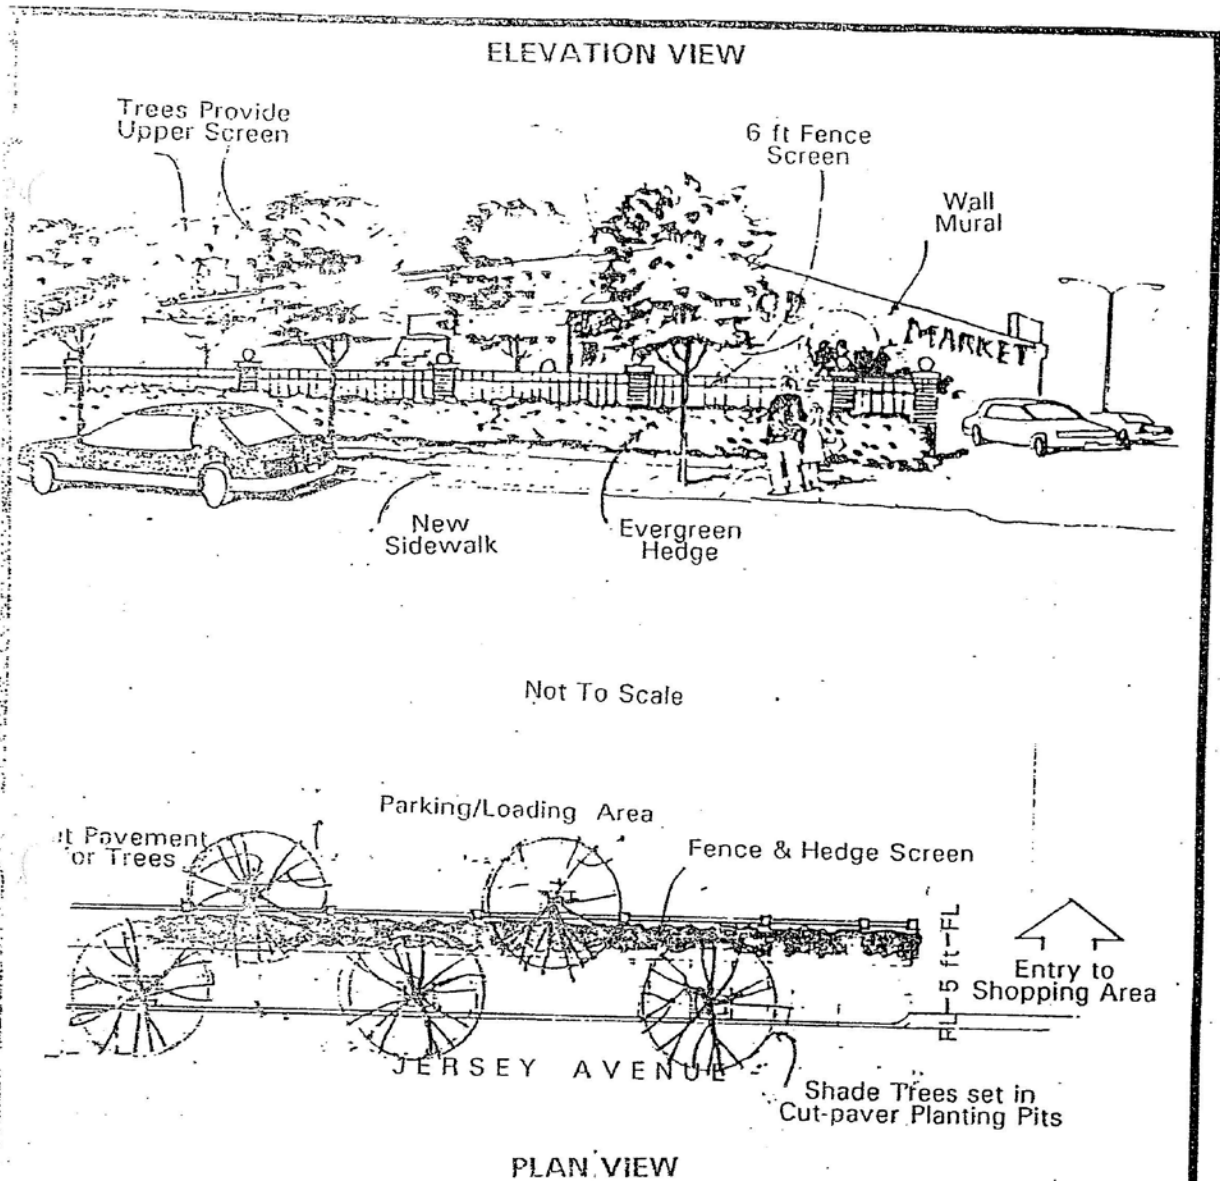 ELEVATION VIEW
Trees Provide
Upper Screen
6 ft Fence
Screen
Wall
Mural
MARKET
New
Sidewalk
Evergreen
Hedge
Not To Scale
Parking/Loading Area
Pavement
or Trees
Fence & Hedge Screen
5 ft-FL
Entry to
Shopping Area
JERSEY AVENUE
Shade Trees set in
Cut-paver Planting Pits
PLAN VIEW